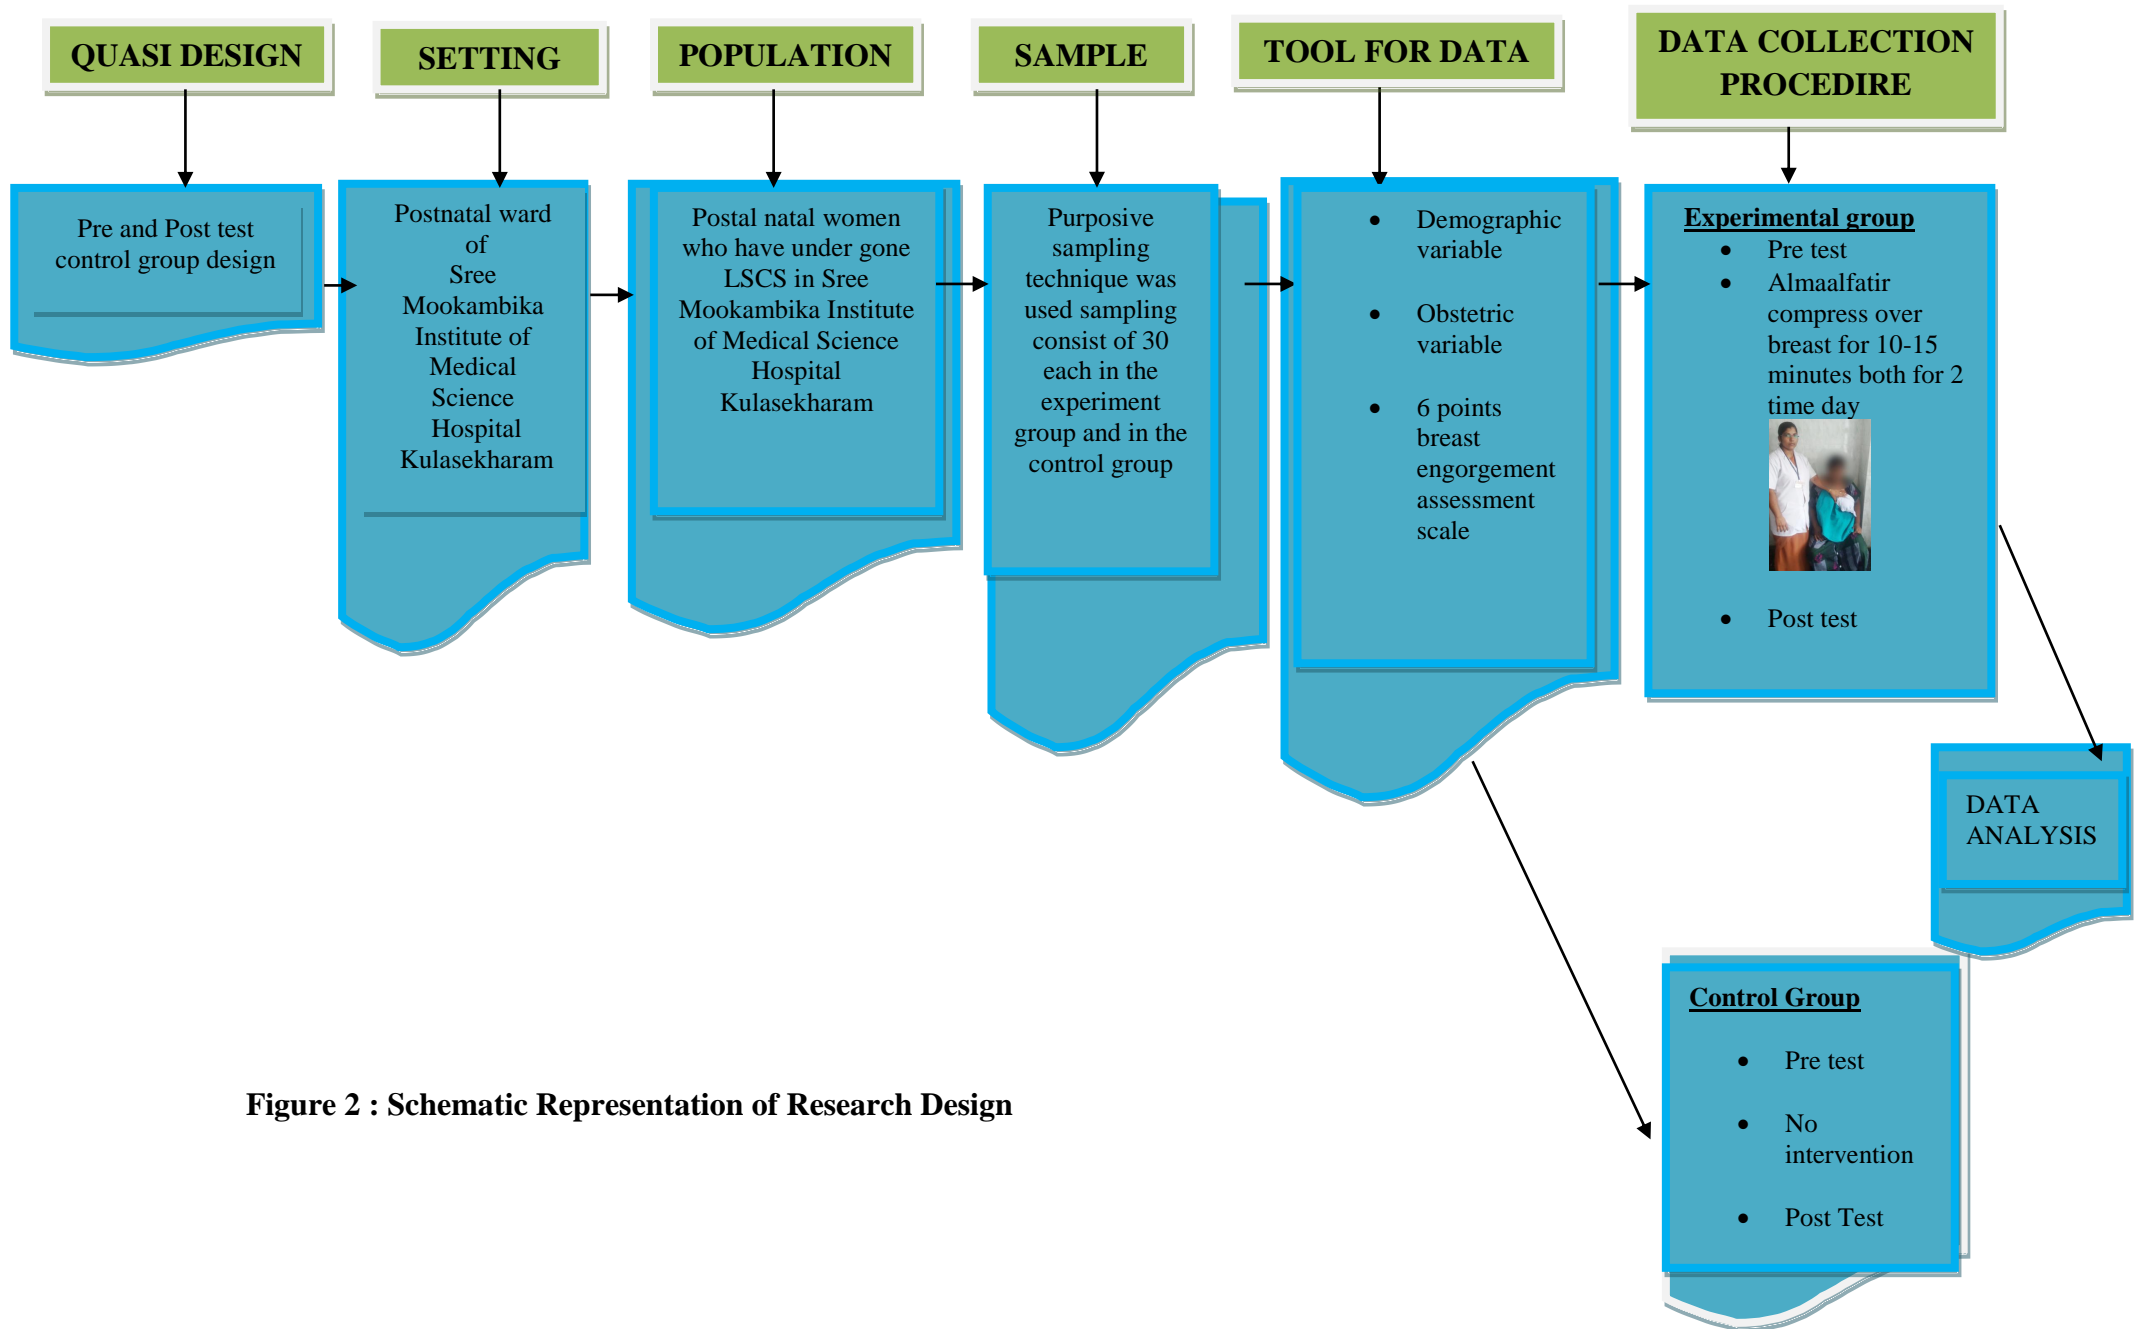 QUASI DESIGN
SETTING
POPULATION
SAMPLE
TOOL FOR DATA
DATA COLLECTION
PROCEDIRE
Pre and Post test
control group design
Postnatal ward
of
Sree
Mookambika
Institute of
Medical
Science
Hospital
Kulasekharam
Postal natal women
who have under gone
LSCS in Sree
Mookambika Institute
of Medical Science
Hospital
Kulasekharam
Purposive
sampling
technique was
used sampling
consist of 30
each in the
experiment
group and in the
control group
• Demographic
variable
• Obstetric
variable
• 6 points
breast
engorgement
assessment
scale
Experimental group
• Pre test
• Almaalfatir
compress over
breast for 10-15
minutes both for 2
time day
• Post test
DATA
ANALYSIS
Control Group
• Pre test
• No
intervention
• Post Test
Figure 2 : Schematic Representation of Research Design